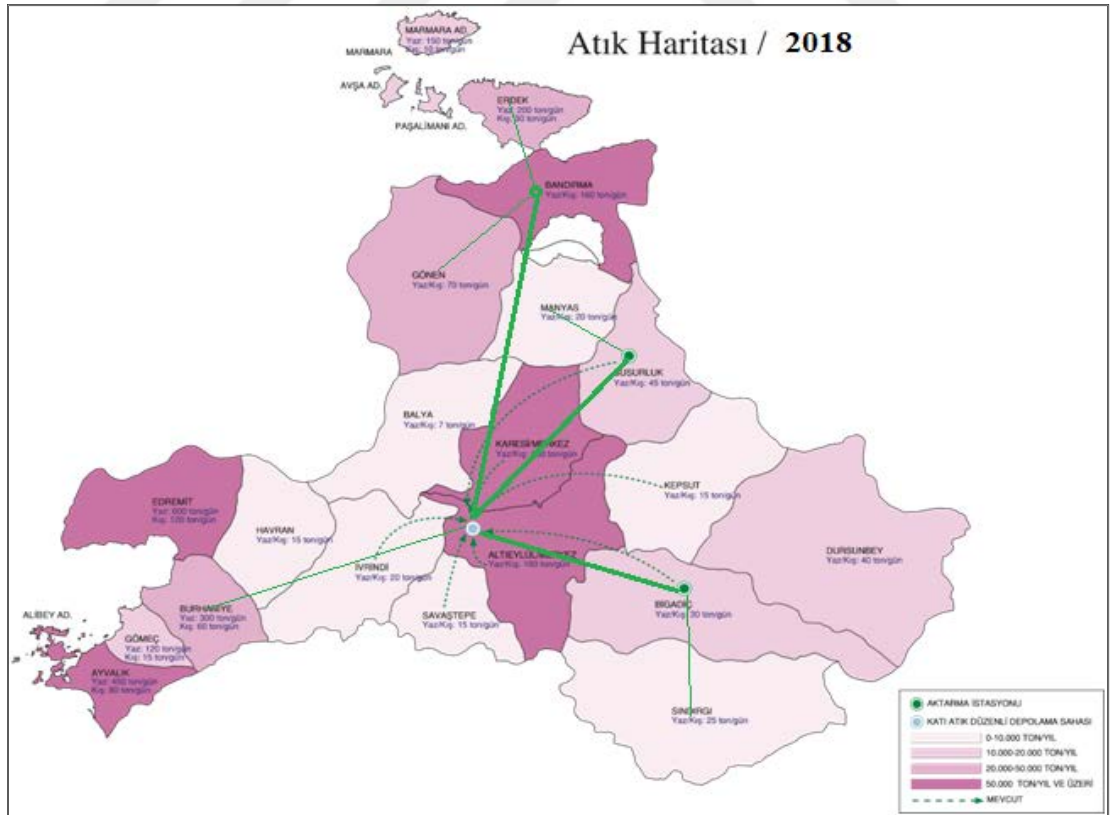 Atık Haritası / 2018
MARMARA AD.
Yaz: 150 ton/gün
Kış: 10 ton/gün
MARMARA
AVŞA AD.
PAŞALİMANI AD.
ERDEK
Yaz: 200 ton/gün
Kış: 30 ton/gün
BANDIRMA
Yaz/Kış: 160 ton/gün
GÖNEN
Yaz/Kış: 70 ton/gün
MANYAS
Yaz/Kış: 20 ton/gün
SUSURLUK
Yaz/Kış: 45 ton/gün
BALYA
Yaz/Kış: 7 ton/gün
KARESİ/MERKEZ
Yaz/Kış: ton/gün
KEPSUT
Yaz/Kış: 15 ton/gün
EDREMİT
Yaz: 600 ton/gün
Kış: 120 ton/gün
HAVRAN
Yaz/Kış: 15 ton/gün
İVRİNDİ
Yaz/Kış: 20 ton/gün
ALTIEYLÜL/MERKEZ
Yaz/Kış: 180 ton/gün
DURSUNBEY
Yaz/Kış: 40 ton/gün
BURHANİYE
Yaz: 300 ton/gün
Kış: 60 ton/gün
SAVAŞTEPE
Yaz/Kış: 15 ton/gün
BİGADİÇ
Yaz/Kış: 30 ton/gün
ALİBEY AD.
GÖMEÇ
Yaz: 120 ton/gün
Kış: 15 ton/gün
AYVALIK
Yaz: 450 ton/gün
Kış: 80 ton/gün
SINDIRGI
Yaz/Kış: 25 ton/gün
AKTARMA İSTASYONU
KATI ATIK DÜZENLİ DEPOLAMA SAHASI
0-10.000 TON/YIL
10.000-20.000 TON/YIL
20.000-50.000 TON/YIL
50.000 TON/YIL VE ÜZERİ
MEVCUT